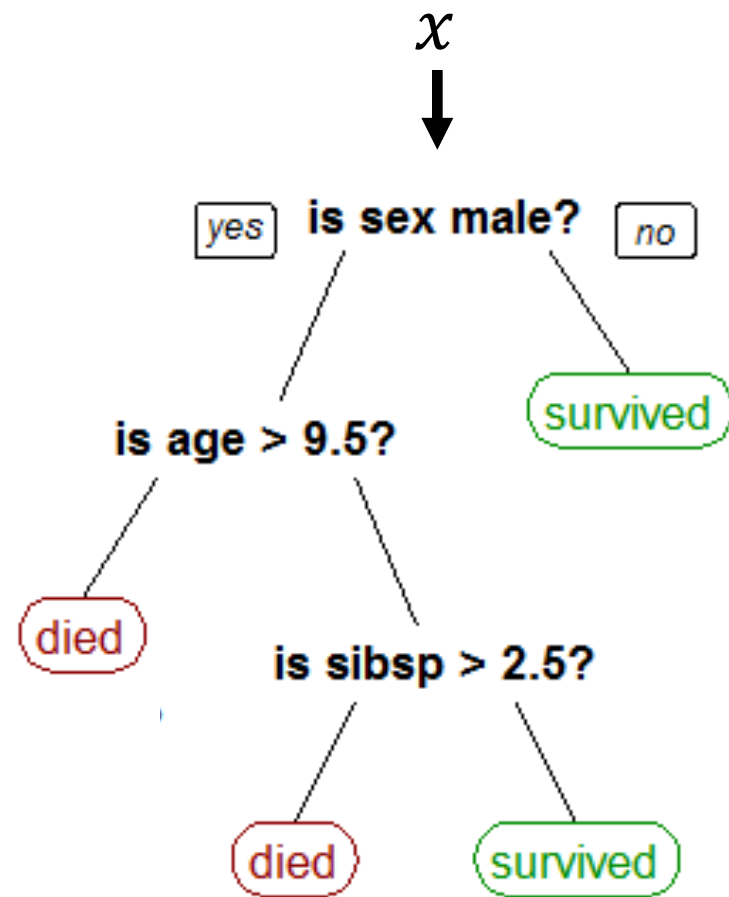 x
yes is sex male? no
survived
is age > 9.5?
died
is sibsp > 2.5?
died survived